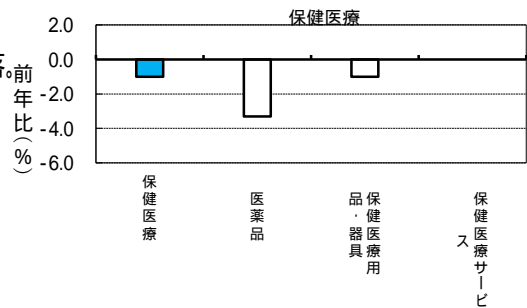 保健医療
2.0
0.0
-2.0
-4.0
-6.0
落。
前年比(%)
保健医療
医薬品
保健医療用
品・器具
保健医療サービ
ス